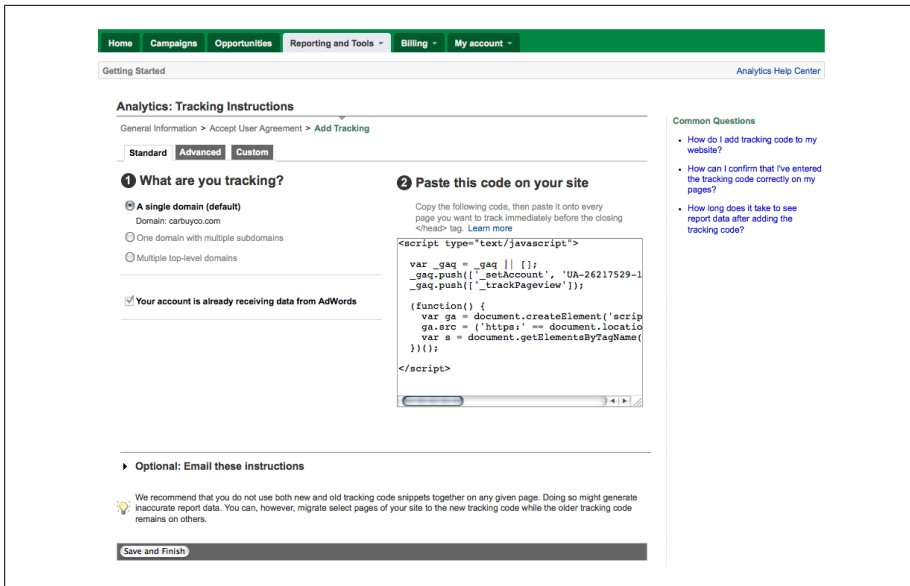 Home Campaigns Opportunities Reporting and Tools Billing My account
Getting Started Analytics Help Center
Analytics: Tracking Instructions
General Information > Accept User Agreement > Add Tracking
Standard Advanced Custom
1 What are you tracking?
A single domain (default)
Domain: carbuyco.com
One domain with multiple subdomains
Multiple top-level domains
Your account is already receiving data from AdWords
2 Paste this code on your site
Copy the following code, then paste it onto every
page you want to track immediately before the closing
</head> tag. Learn more
<script type="text/javascript">
var _gaq = _gaq || [];
_gaq.push(['_setAccount', 'UA-26217529-1
_gaq.push(['_trackPageview']);
(function() {
var ga = document.createElement('scrip
ga.src = ('https:' == document.locatio
var s = document.getElementsByTagName(
})();
</script>
Common Questions
How do I add tracking code to my
website?
How can I confirm that I've entered
the tracking code correctly on my
pages?
How long does it take to see
report data after adding the
tracking code?
Optional: Email these instructions
We recommend that you do not use both new and old tracking code snippets together on any given page. Doing so might generate
inaccurate report data. You can, however, migrate select pages of your site to the new tracking code while the older tracking code
remains on others.
Save and Finish